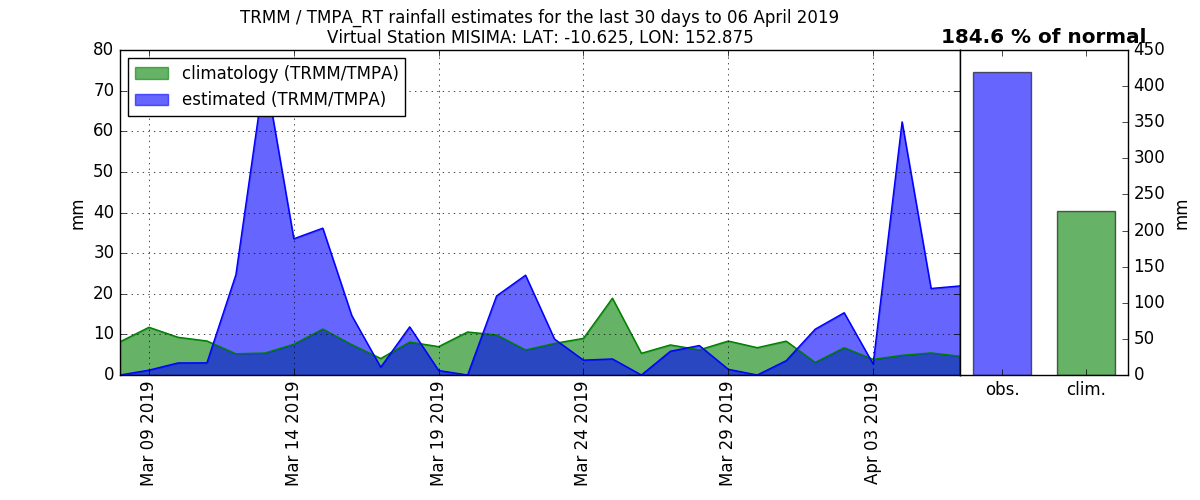 TRMM / TMPA_RT rainfall estimates for the last 30 days to 06 April 2019
Virtual Station MISIMA: LAT: -10.625, LON: 152.875
184.6 % of normal
climatology (TRMM/TMPA)
estimated (TRMM/TMPA)
mm
80
70
60
50
40
30
20
10
0
Mar 09 2019
Mar 14 2019
Mar 19 2019
Mar 24 2019
Mar 29 2019
Apr 03 2019
obs.
clim.
450
400
350
300
250
200
150
100
50
0
mm